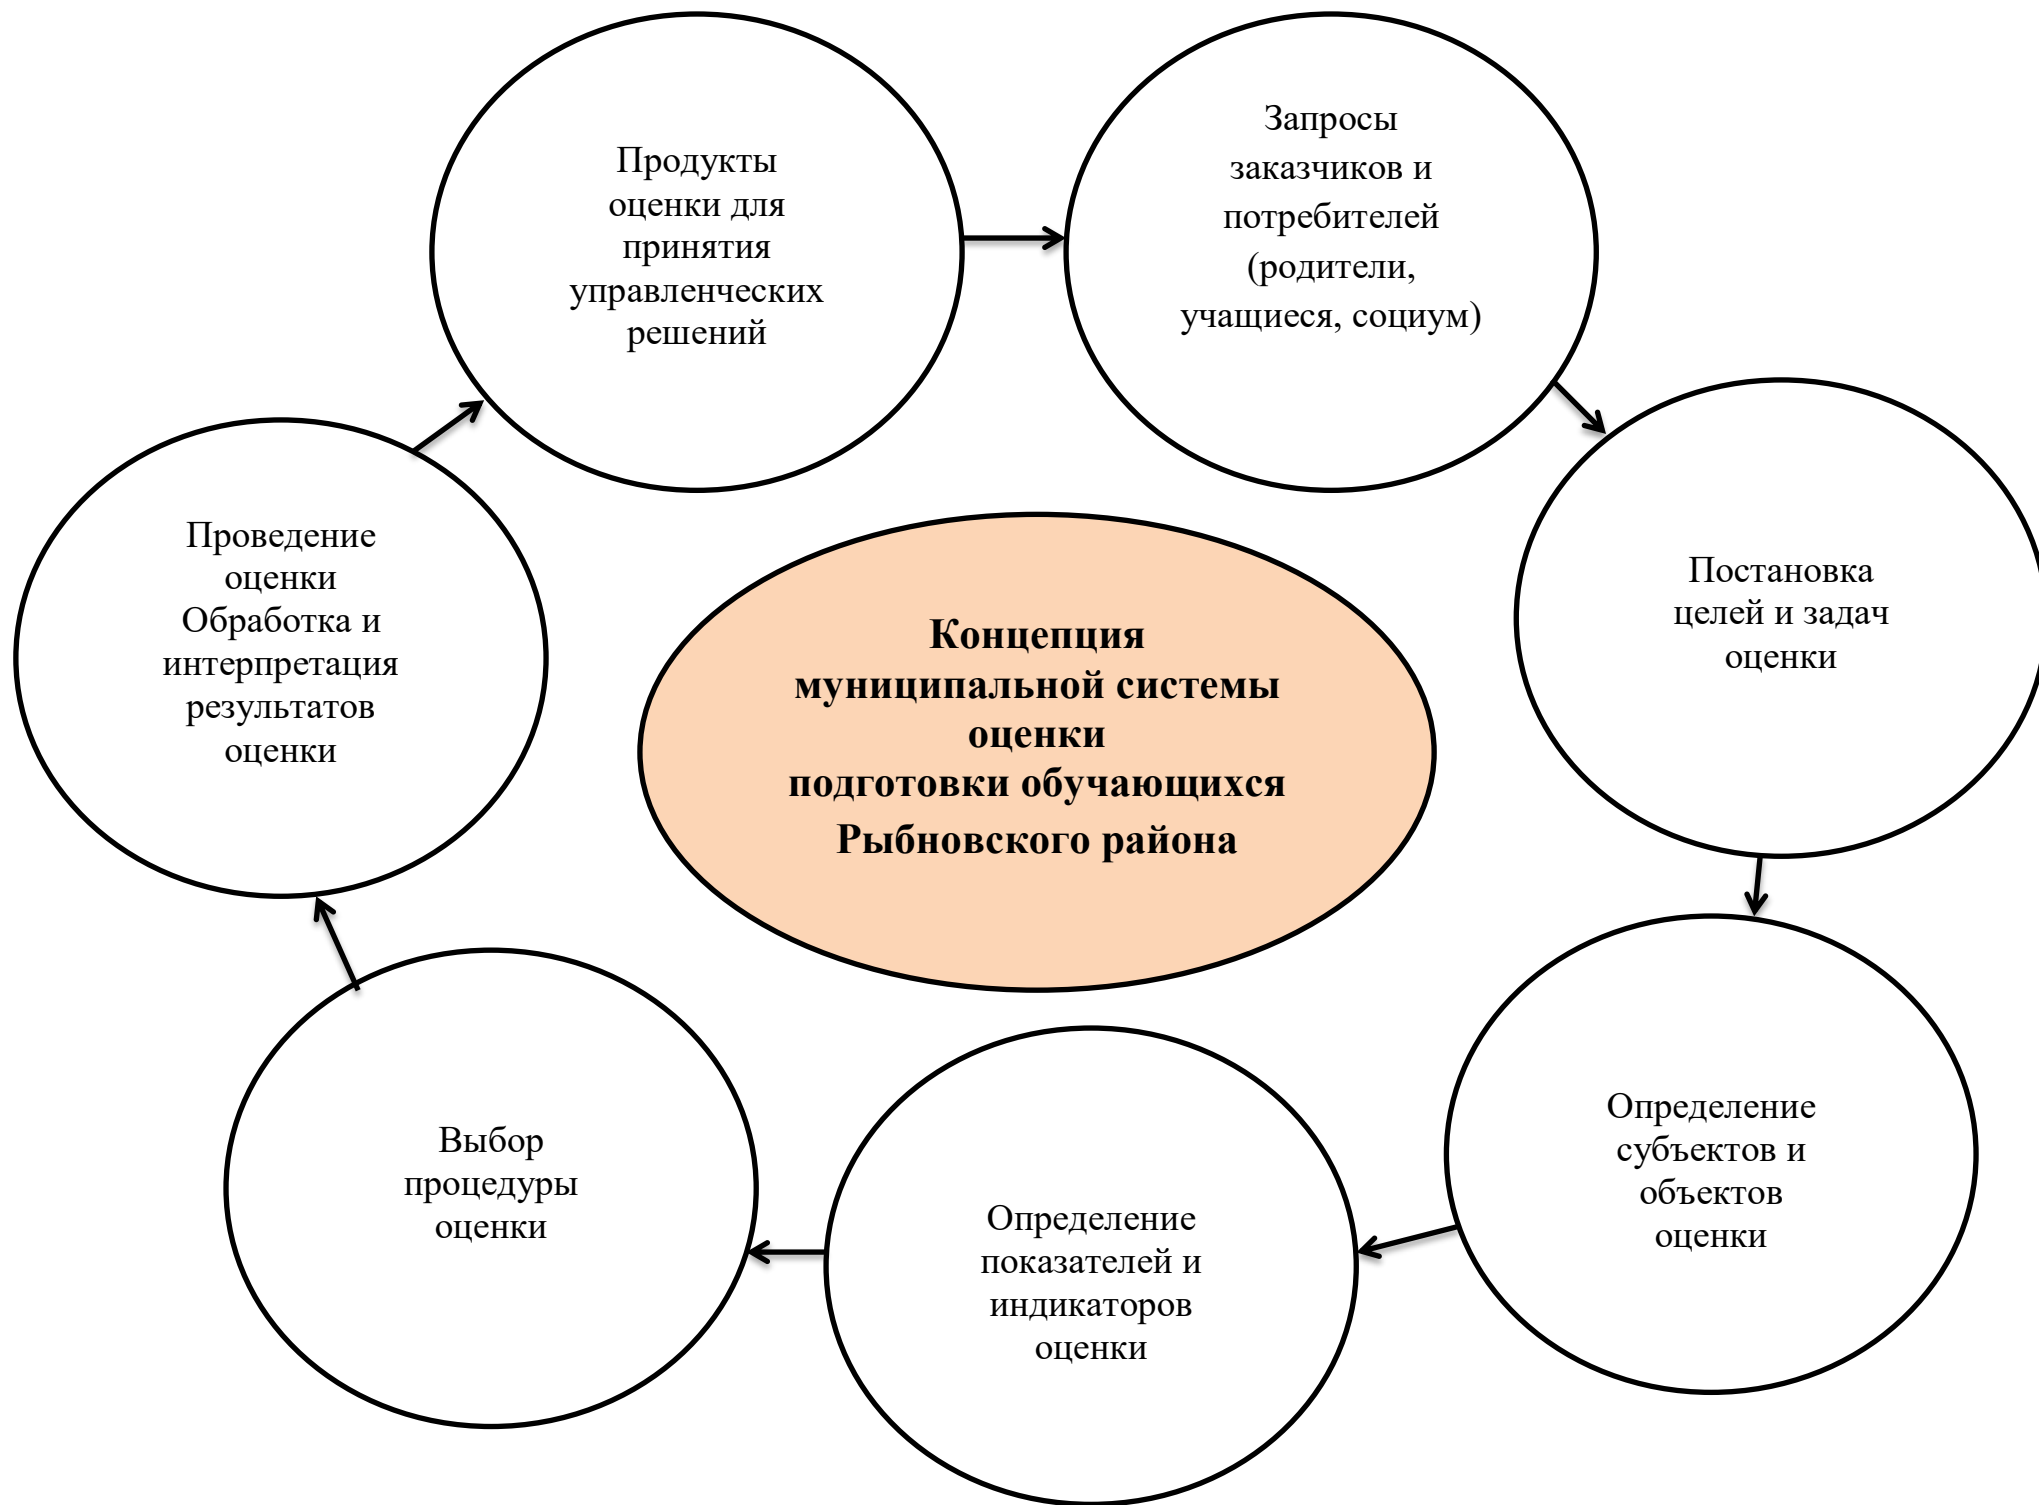 Продукты
оценки для
принятия
управленческих
решений
Запросы
заказчиков и
потребителей
(родители,
учащиеся, социум)
Постановка
целей и задач
оценки
Определение
субъектов и
объектов
оценки
Определение
показателей и
индикаторов
оценки
Выбор
процедуры
оценки
Проведение
оценки
Обработка и
интерпретация
результатов
оценки
Концепция
муниципальной системы
оценки
подготовки обучающихся
Рыбновского района